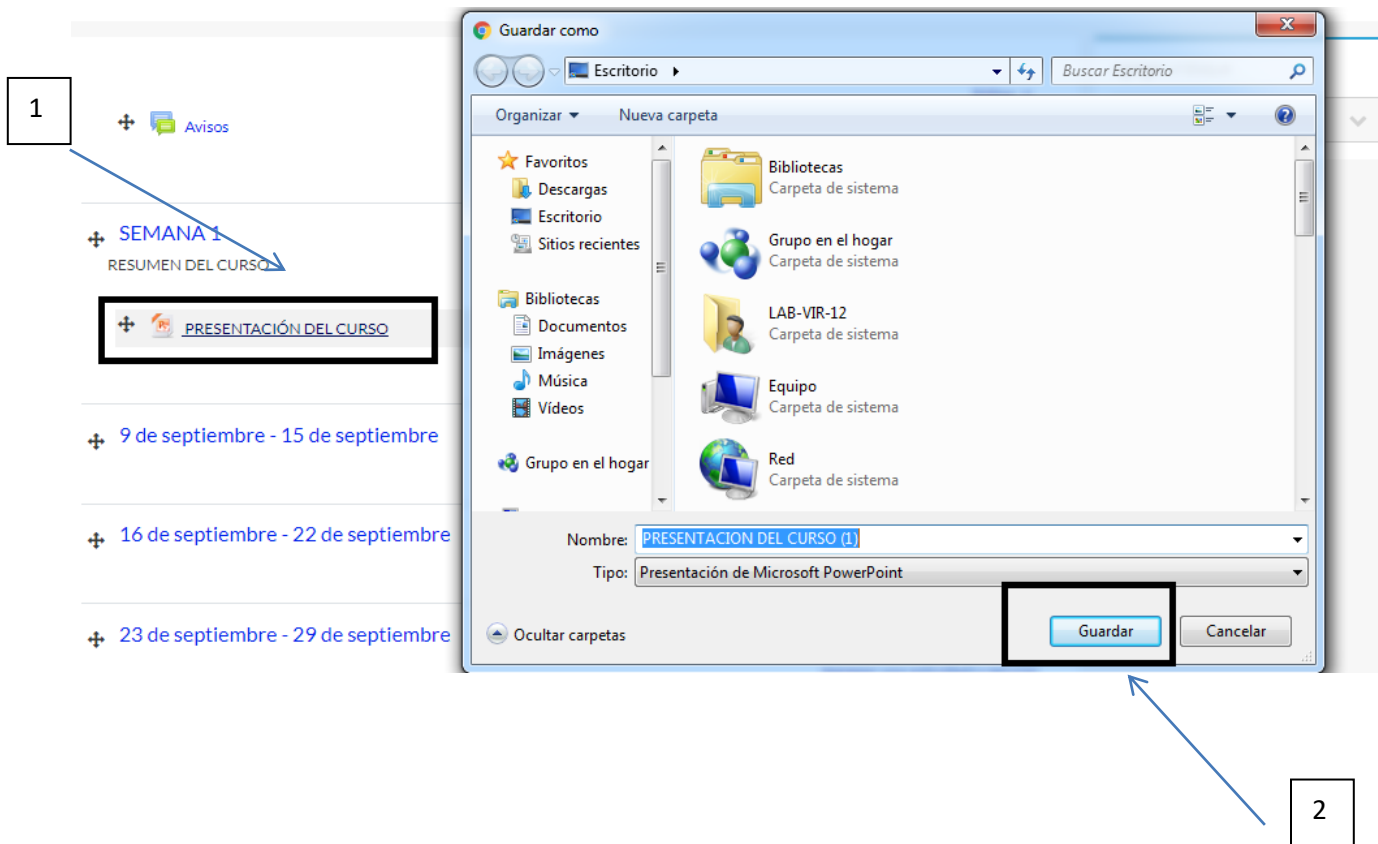 1
Avisos
SEMANA 1
RESUMEN DEL CURSO
PRESENTACIÓN DEL CURSO
9 de septiembre - 15 de septiembre
16 de septiembre - 22 de septiembre
23 de septiembre - 29 de septiembre
Guardar como
Escritorio
Buscar Escritorio
Organizar
Nueva carpeta
Favoritos
Descargas
Escritorio
Sitios recientes
Bibliotecas
Documentos
Imágenes
Música
Vídeos
Grupo en el hogar
Bibliotecas
Carpeta de sistema
Grupo en el hogar
Carpeta de sistema
LAB-VIR-12
Carpeta de sistema
Equipo
Carpeta de sistema
Red
Carpeta de sistema
Nombre: PRESENTACION DEL CURSO (1)
Tipo: Presentación de Microsoft PowerPoint
Ocultar carpetas
Guardar
Cancelar
2